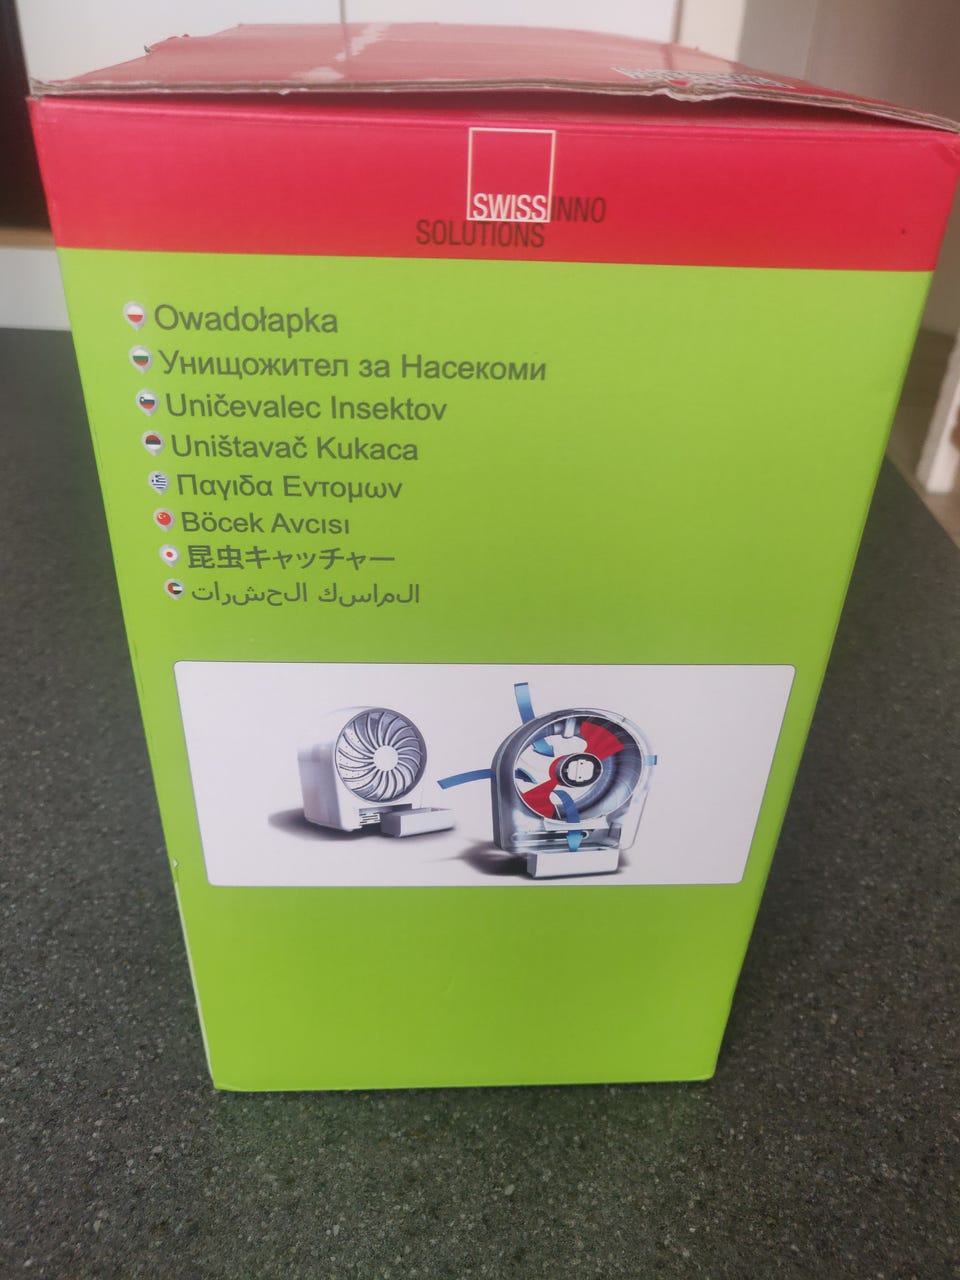 SWISSINNO
SOLUTIONS
Owadołapka
Унищожител за Насекоми
Uničevalec Insektov
Uništavač Kukaca
Παγιδα Εντομων
Böcek Avcısı
昆虫キャッチャー
الماسك الحشرات